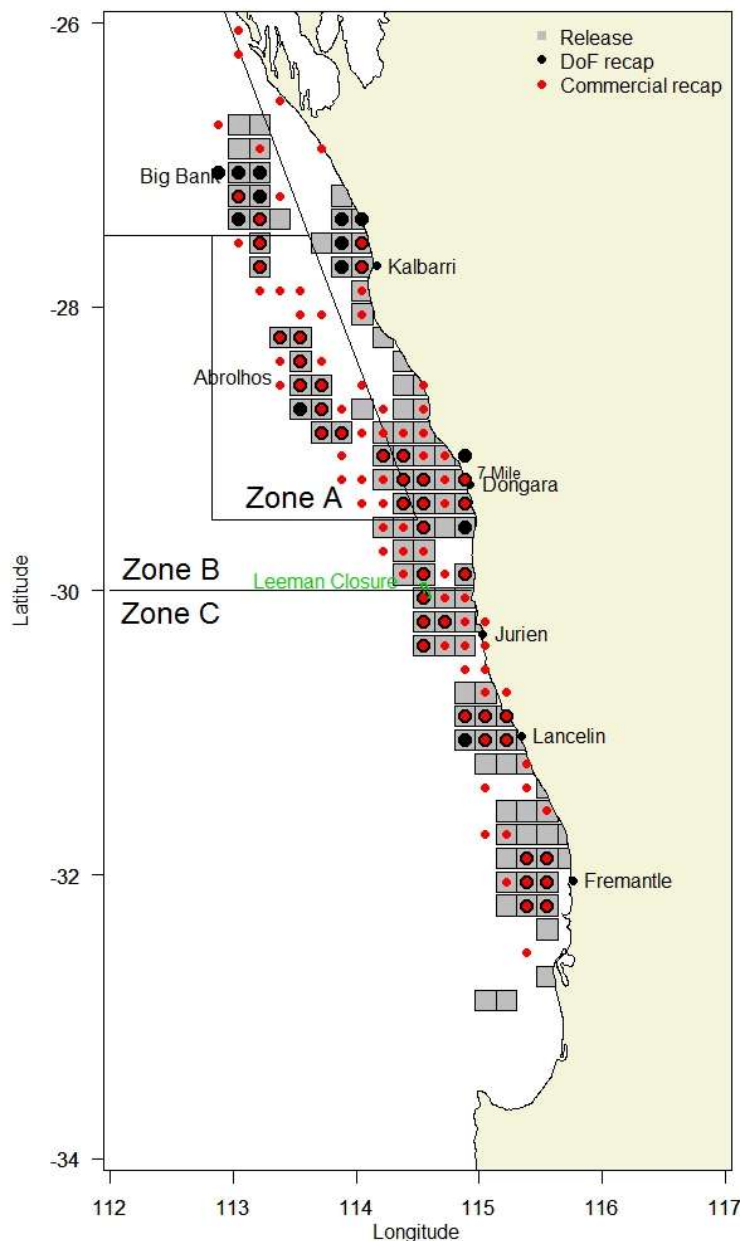 -26
Release
DoF recap
Commercial recap
Big Bank
Kalbarri
-28
Abrolhos
7 Mile
Dongara
Zone A
Zone B
Leeman Closure
-30
Zone C
Latitude
Jurien
Lancelin
-32
Fremantle
-34
112
113
114
115
116
117
Longitude